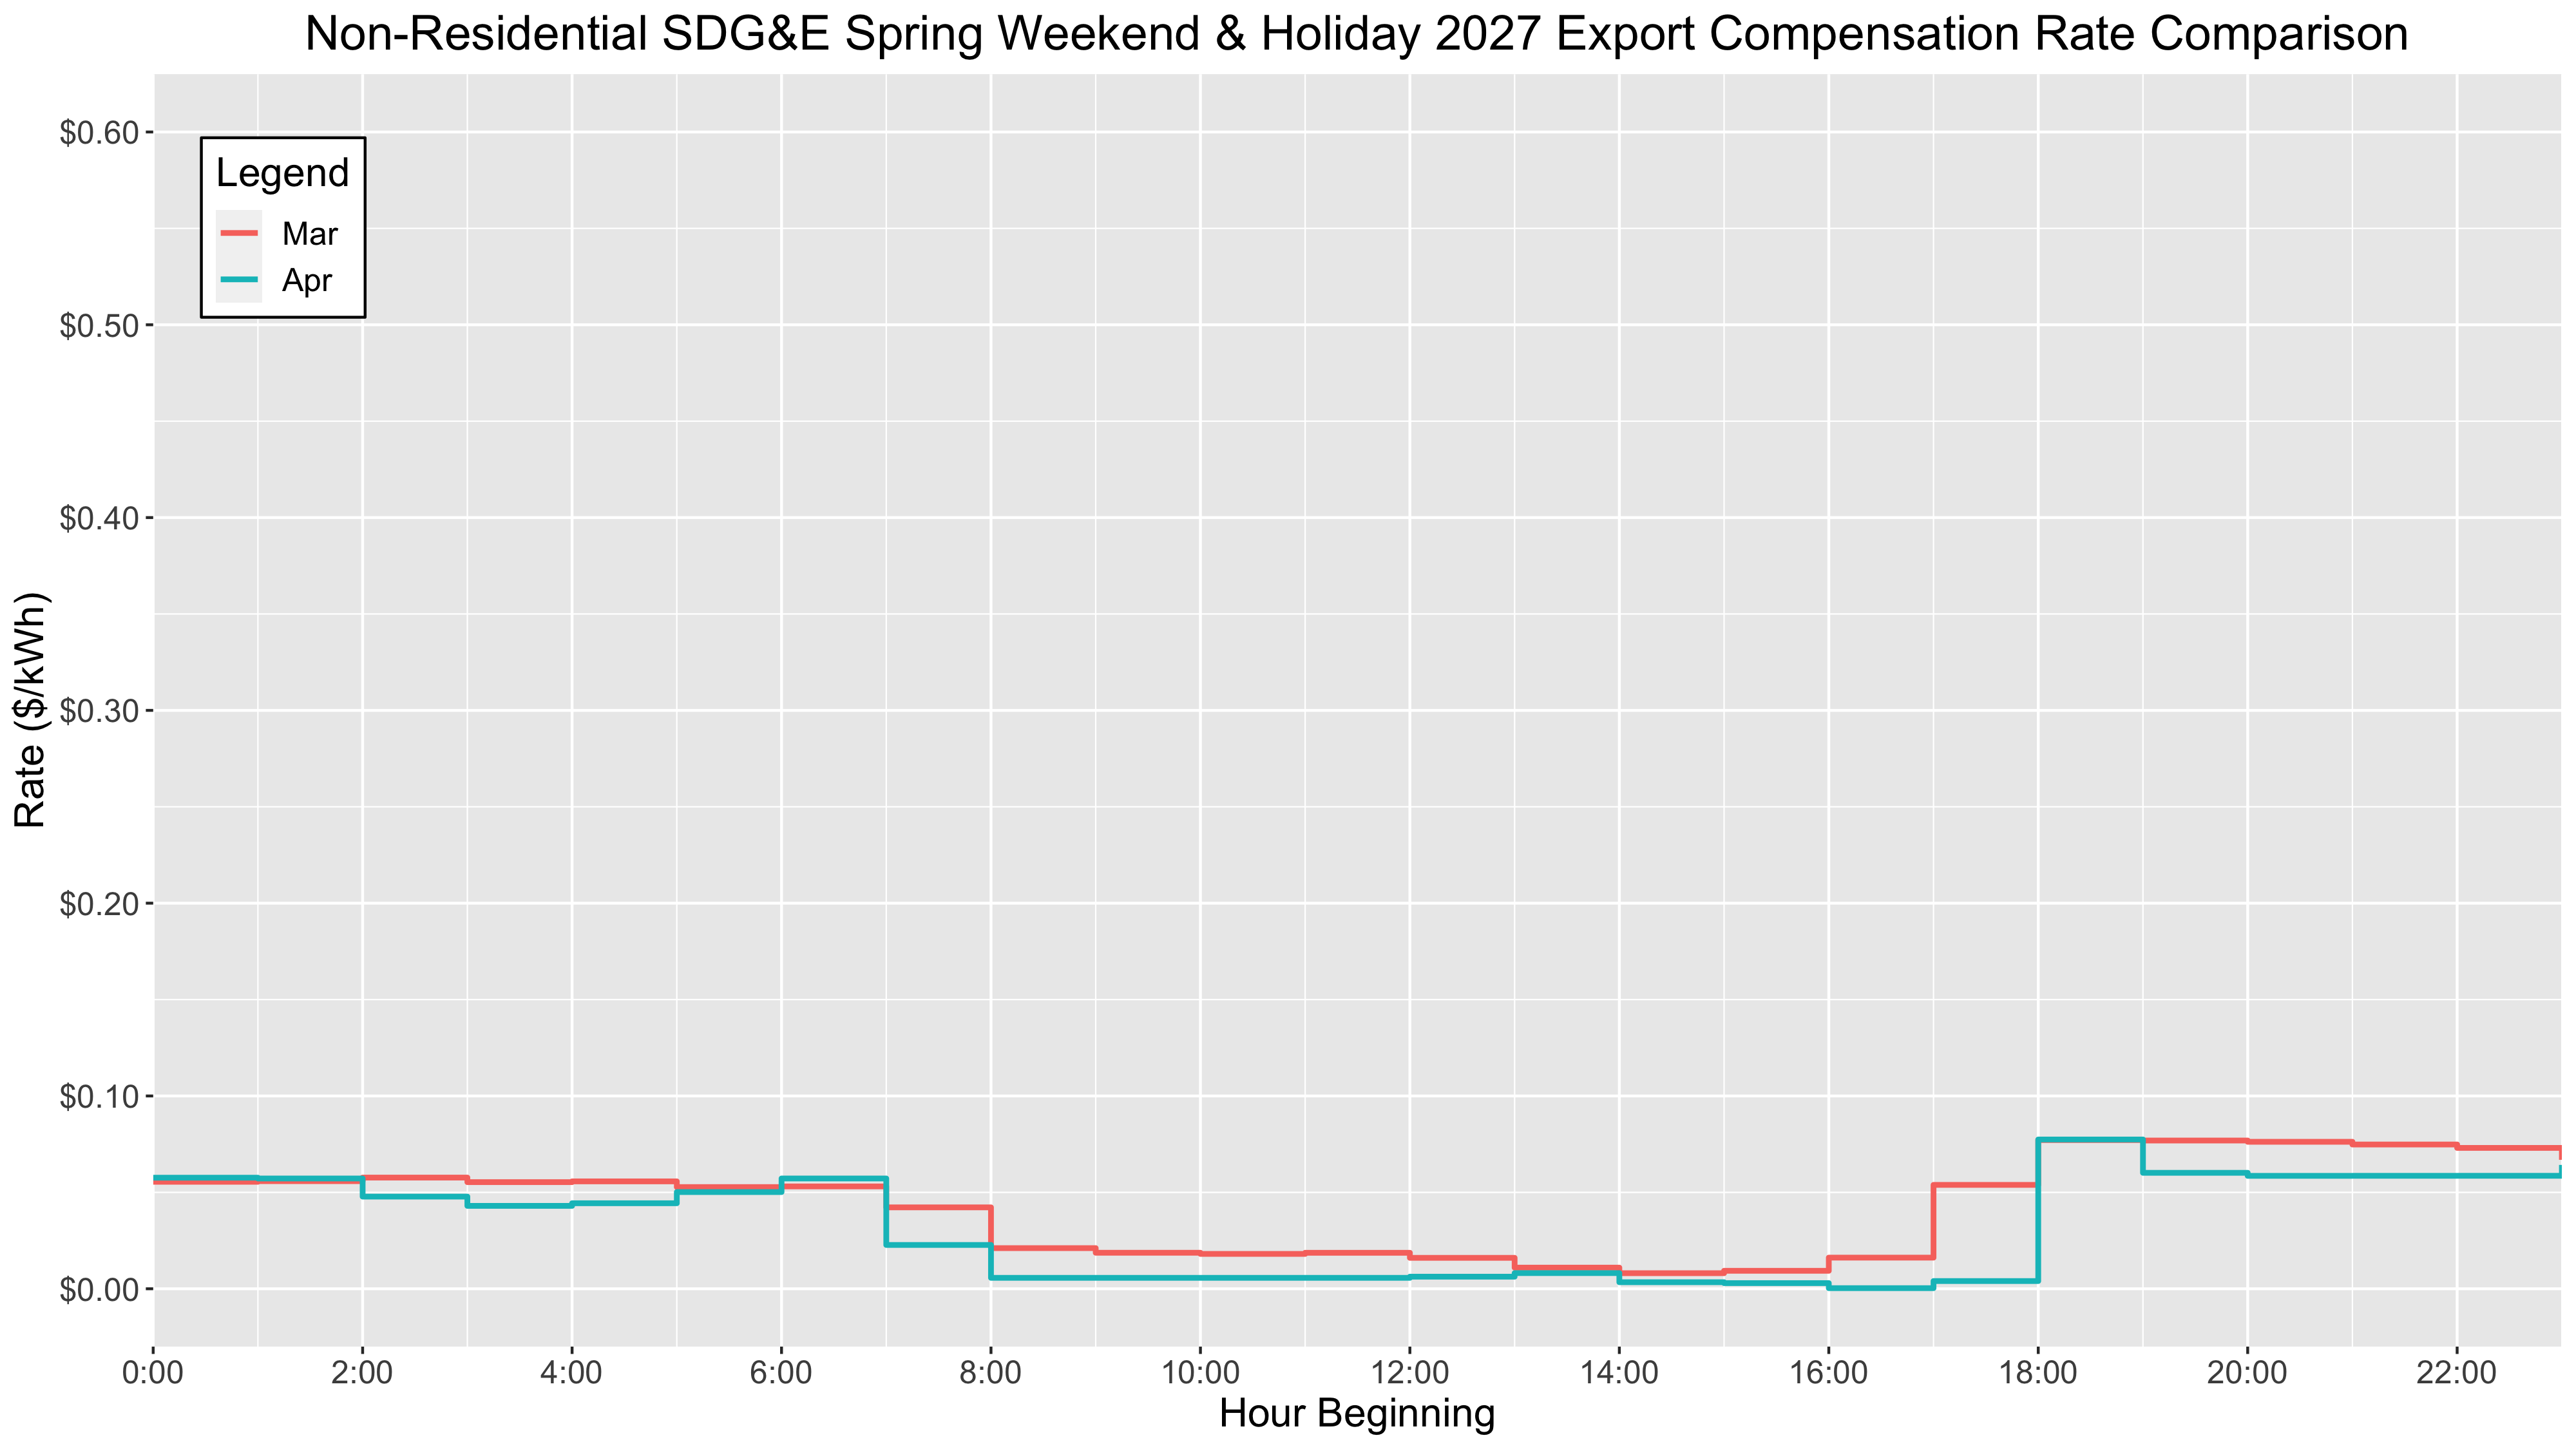 Non-Residential SDG&E Spring Weekend & Holiday 2027 Export Compensation Rate Comparison
Legend
Mar
Apr
Rate ($/kWh)
$0.60
$0.50
$0.40
$0.30
$0.20
$0.10
$0.00
0:00 2:00 4:00 6:00 8:00 10:00 12:00 14:00 16:00 18:00 20:00 22:00
Hour Beginning